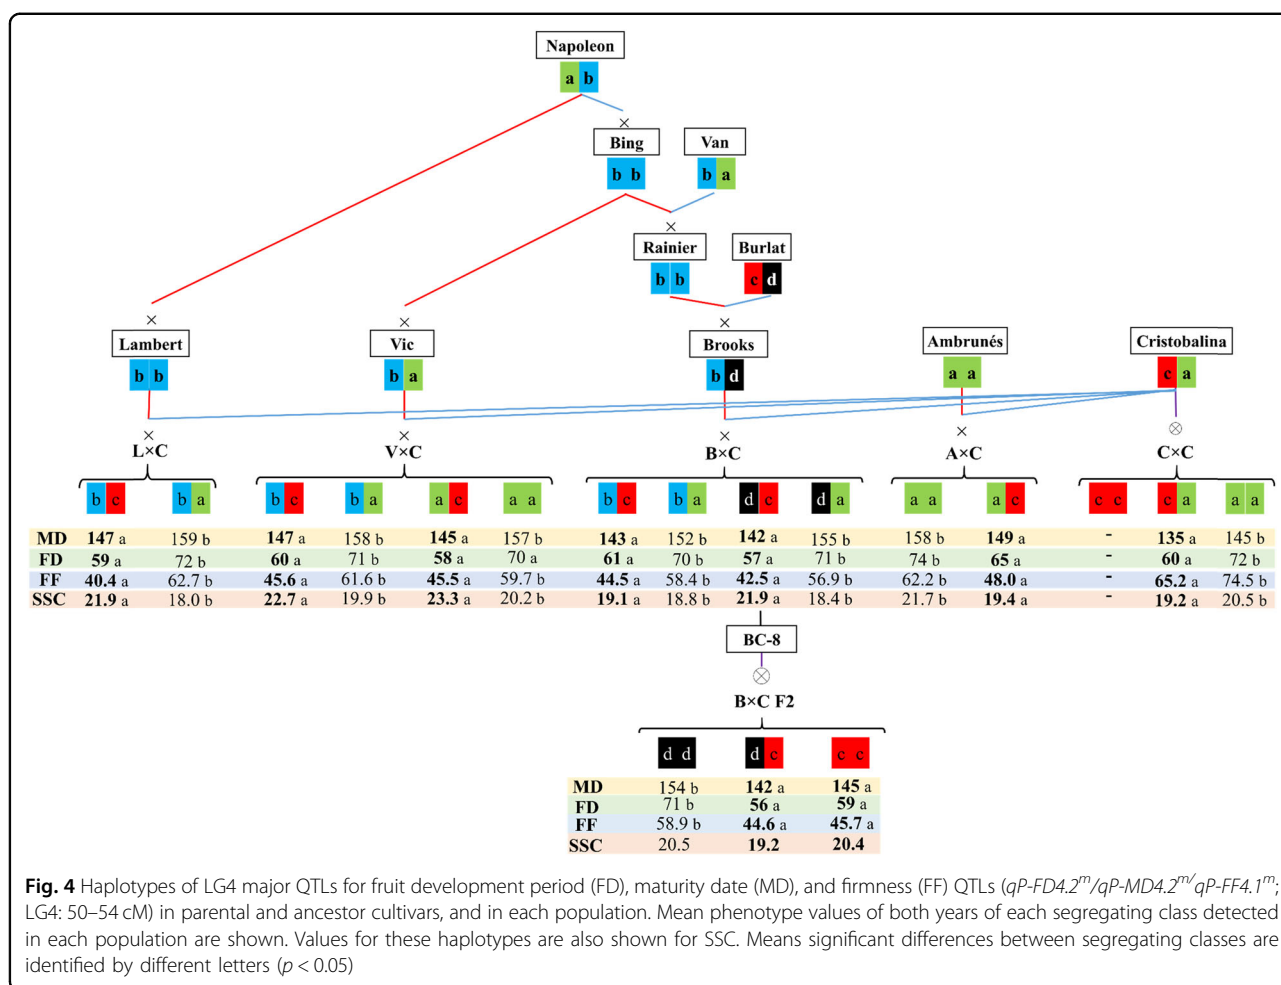 Napoleon
a b
×
Bing Van
b b b a
×
Rainier Burlat
b b c d
× × ×
Lambert Vic Brooks Ambrunés Cristobalina
b b b a b d a a c a
× × × × ⊗
L×C V×C B×C A×C C×C
b c b a b c b a a c a a b c b a d c d a a a a c c c c a a a
MD 147 a 159 b 147 a 158 b 145 a 157 b 143 a 152 b 142 a 155 b 158 b 149 a - 135 a 145 b
FD 59 a 72 b 60 a 71 b 58 a 70 a 61 a 70 b 57 a 71 b 74 b 65 a - 60 a 72 b
FF 40.4 a 62.7 b 45.6 a 61.6 b 45.5 a 59.7 b 44.5 a 58.4 b 42.5 a 56.9 b 62.2 b 48.0 a - 65.2 a 74.5 b
SSC 21.9 a 18.0 b 22.7 a 19.9 b 23.3 a 20.2 b 19.1 a 18.8 b 21.9 a 18.4 b 21.7 a 19.4 a - 19.2 a 20.5 b
BC-8
⊗
B×C F2
d d d c c c
MD 154 b 142 a 145 a
FD 71 b 56 a 59 a
FF 58.9 b 44.6 a 45.7 a
SSC 20.5 19.2 20.4
Fig. 4 Haplotypes of LG4 major QTLs for fruit development period (FD), maturity date (MD), and firmness (FF) QTLs (qP-FD4.2m/qP-MD4.2m/qP-FF4.1m;
LG4: 50–54 cM) in parental and ancestor cultivars, and in each population. Mean phenotype values of both years of each segregating class detected
in each population are shown. Values for these haplotypes are also shown for SSC. Means significant differences between segregating classes are
identified by different letters (p < 0.05)